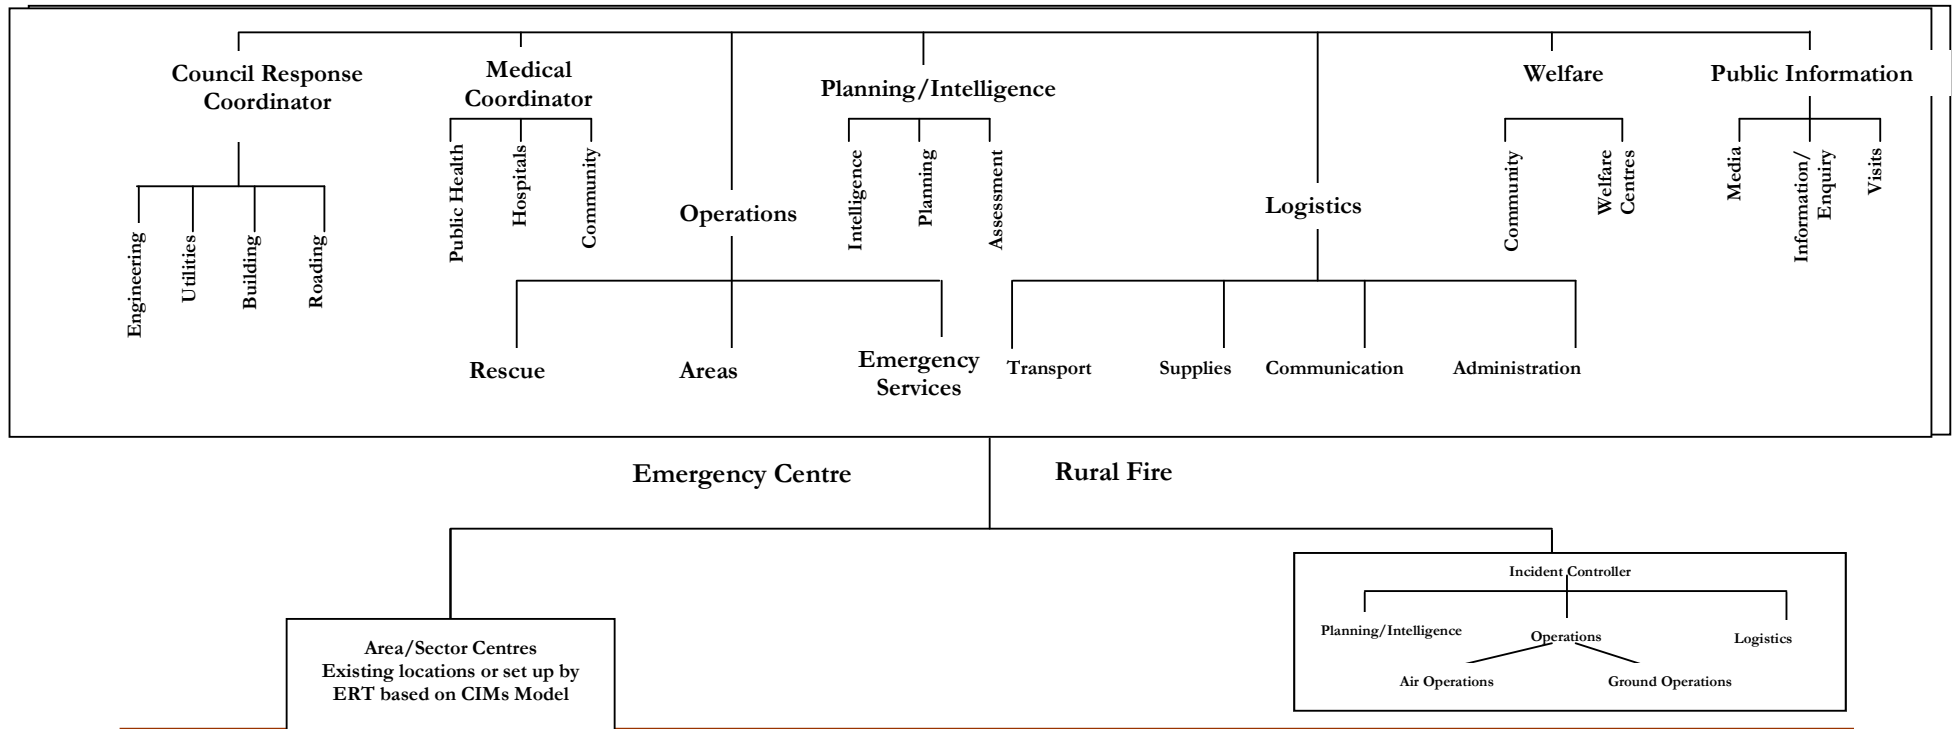 Council Response
Coordinator
Engineering
Utilities
Building
Roading
Medical
Coordinator
Public Health
Hospitals
Community
Operations
Rescue
Areas
Emergency
Services
Planning/Intelligence
Intelligence
Planning
Assessment
Logistics
Transport
Supplies
Communication
Administration
Welfare
Community
Welfare
Centres
Public Information
Media
Information/
Enquiry
Visits
Emergency Centre
Rural Fire
Area/Sector Centres
Existing locations or set up by
ERT based on CIMs Model
Incident Controller
Planning/Intelligence
Operations
Logistics
Air Operations
Ground Operations